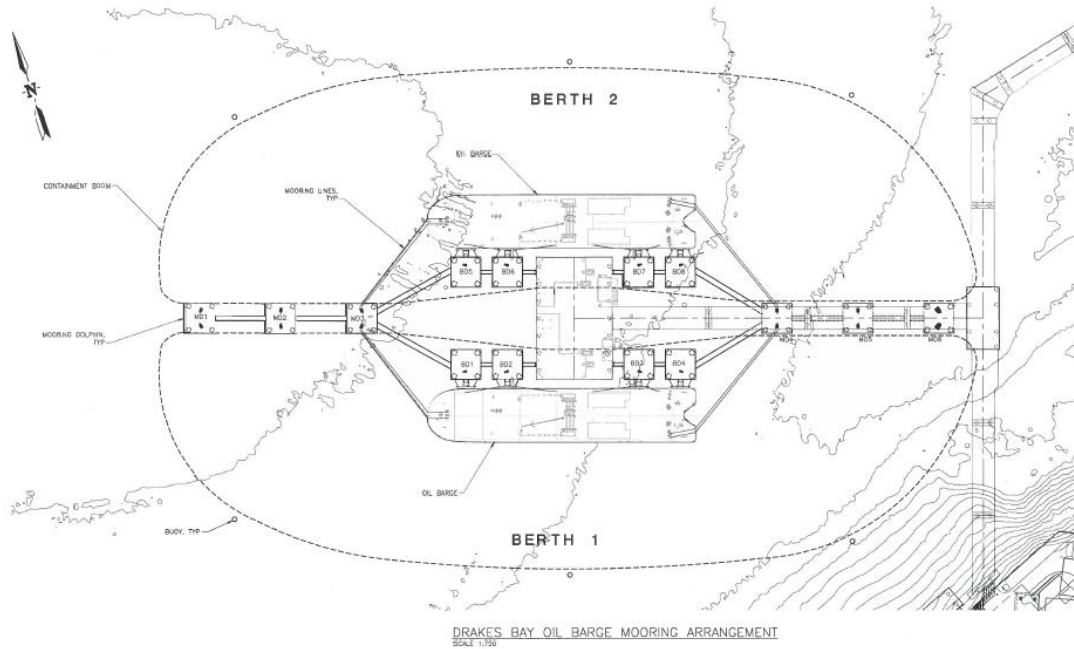 N
BERTH 2
OIL BARGE
CONTAINMENT BOOM
MOORING LINES,
TYP
BD5
BD6
BD7
BD8
MD1
MD2
MD3
MD4
MD5
MD6
MOORING DOLPHIN,
TYP
BD1
BD2
BD3
BD4
OIL BARGE
BUOY, TYP
BERTH 1
DRAKES BAY OIL BARGE MOORING ARRANGEMENT
SCALE 1:750